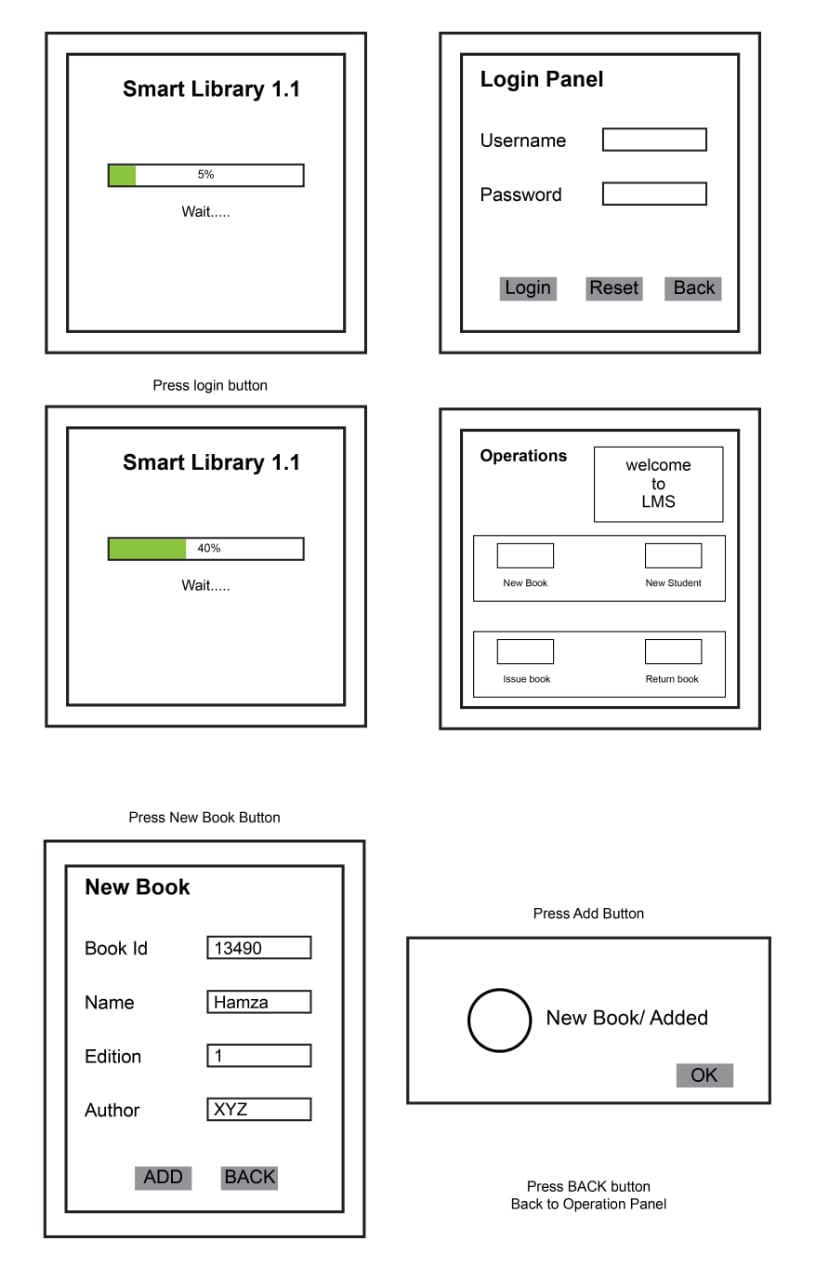 Smart Library 1.1
5%
Wait.....
Login Panel
Username
Password
Login Reset Back
Press login button
Smart Library 1.1
40%
Wait.....
Operations
welcome
to
LMS
New Book New Student
Issue book Return book
Press New Book Button
New Book
Book Id 13490
Name Hamza
Edition 1
Author XYZ
ADD BACK
Press Add Button
New Book/ Added
OK
Press BACK button
Back to Operation Panel